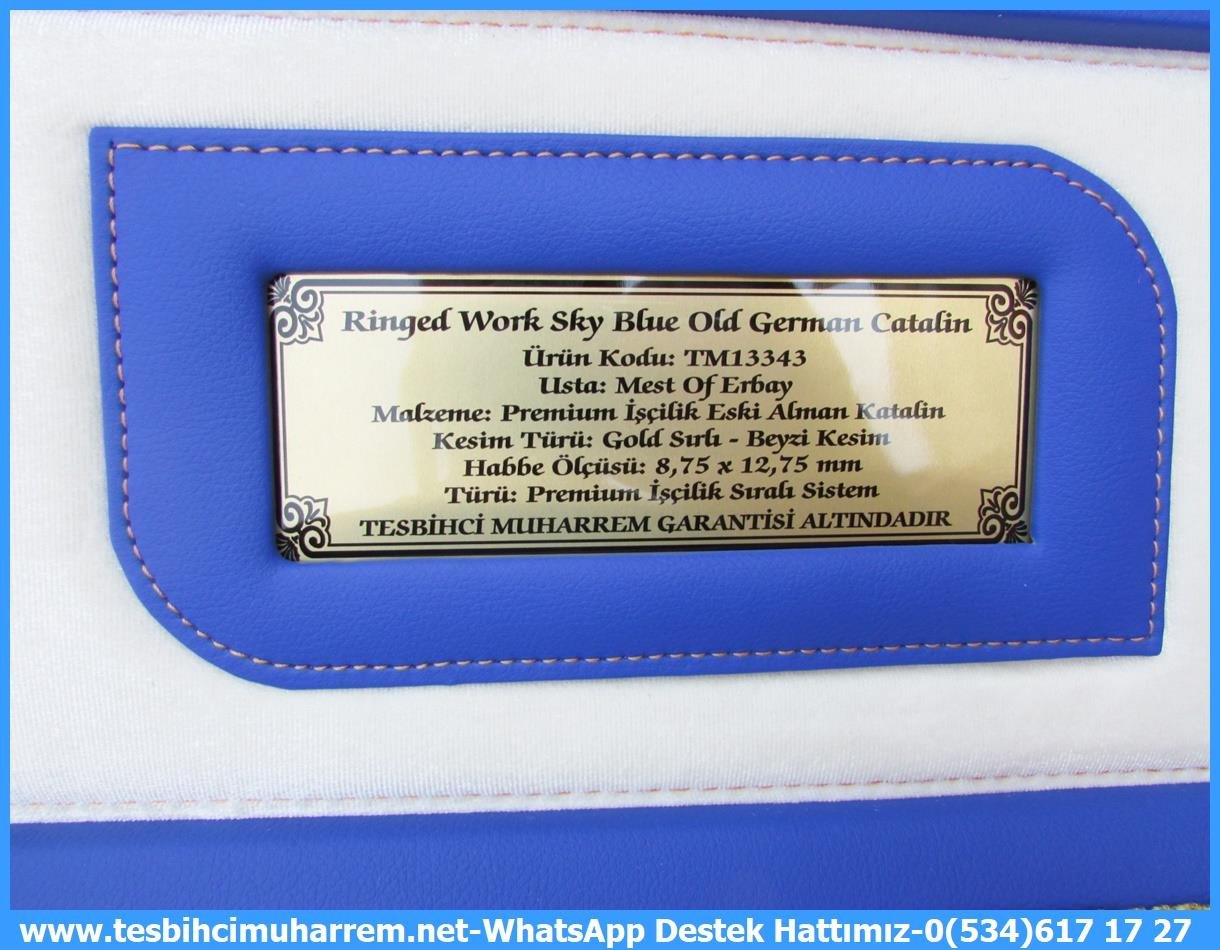 Ringed Work Sky Blue Old German Catalin
Ürün Kodu: TM13343
Usta: Mest Of Erbay
Malzeme: Premium İşçilik Eski Alman Katalin
Kesim Türü: Gold Sırlı - Beyzi Kesim
Habbe Ölçüsü: 8,75 x 12,75 mm
Türü: Premium İşçilik Sıralı Sistem
TESBİHCİ MUHARREM GARANTİSİ ALTINDADIR
www.tesbihcimuharrem.net-WhatsApp Destek Hattımız-0(534)617 17 27